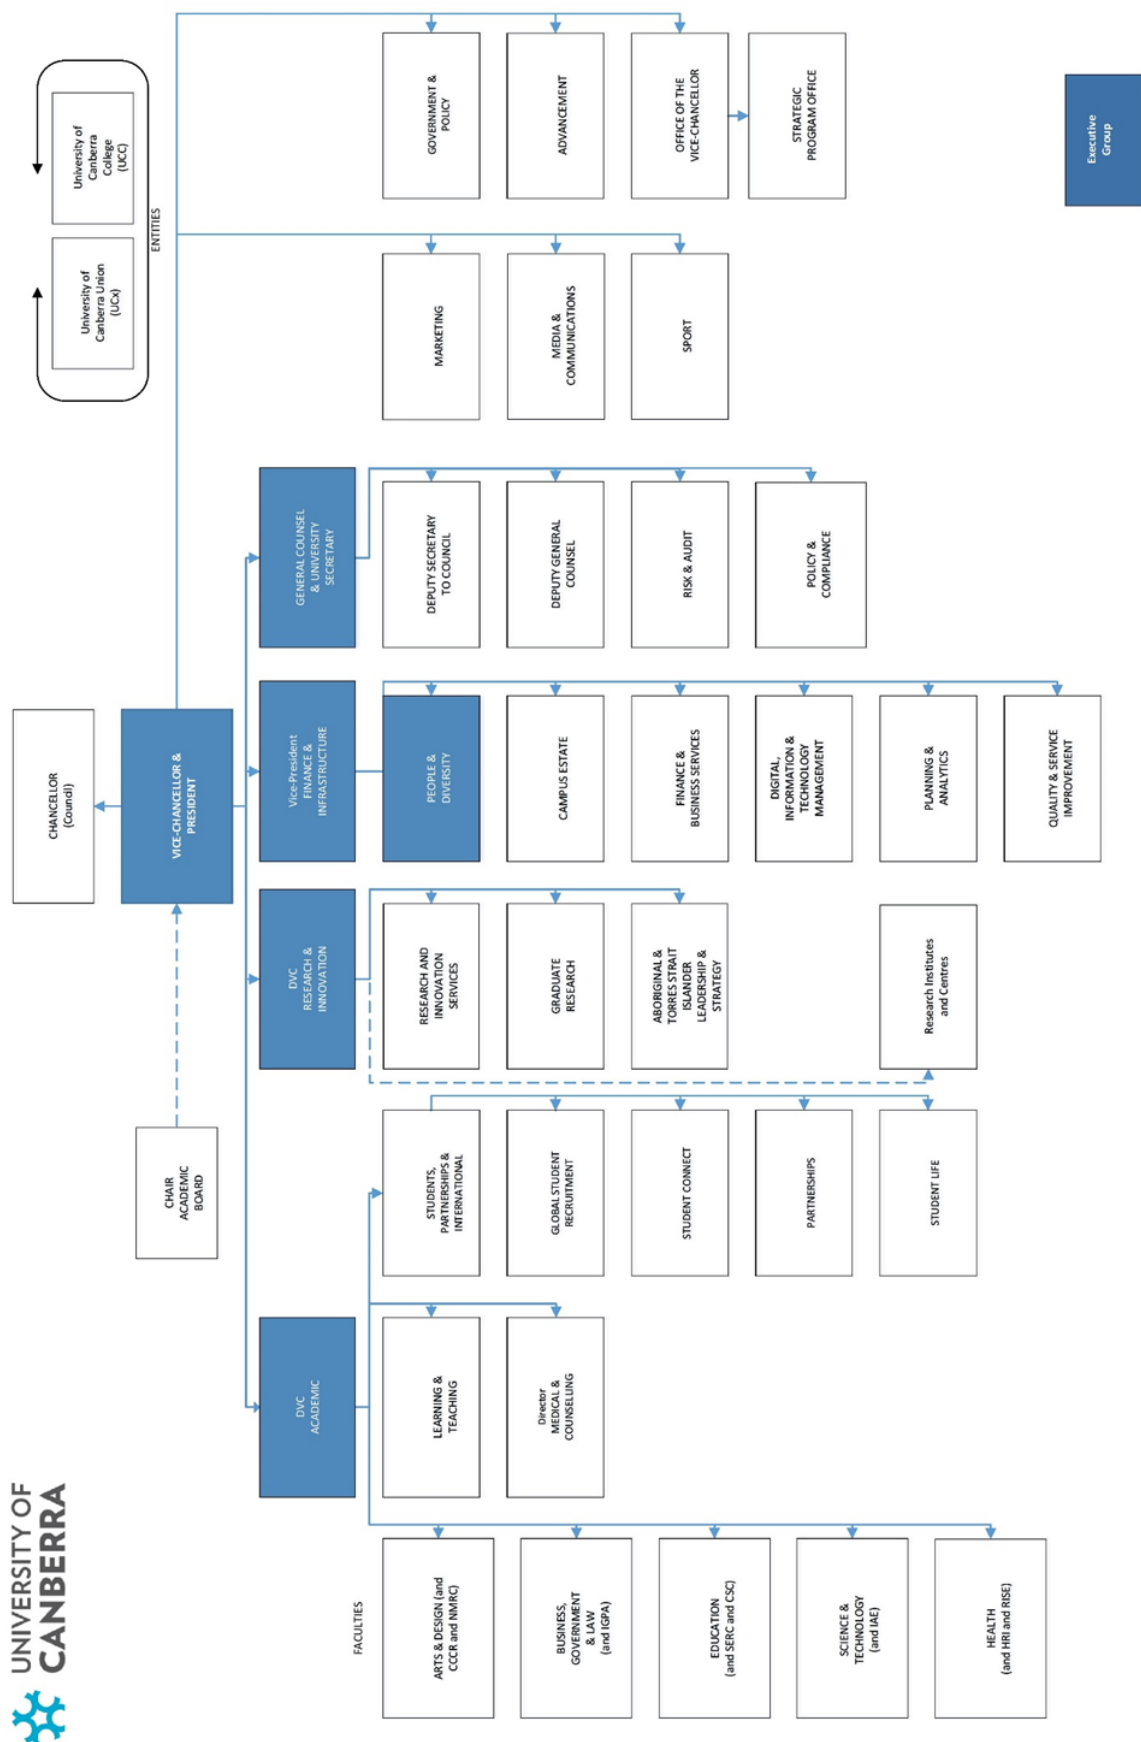 UNIVERSITY OF
CANBERRA
CHANCELLOR
(Council)
University of
Canberra Union
(UCx)
University of
Canberra
College
(UCC)
ENTITIES
CHAIR
ACADEMIC
BOARD
VICE-CHANCELLOR &
PRESIDENT
DVC
ACADEMIC
DVC
RESEARCH &
INNOVATION
Vice-President
FINANCE &
INFRASTRUCTURE
GENERAL COUNSEL
& UNIVERSITY
SECRETARY
FACULTIES
ARTS & DESIGN (and
CCCR and NMRC)
BUSINESS,
GOVERNMENT
& LAW
(and IGPA)
EDUCATION
(and SERC and CSC)
SCIENCE &
TECHNOLOGY
(and IAE)
HEALTH
(and HRI and RISE)
LEARNING &
TEACHING
Director
MEDICAL &
COUNSELLING
STUDENTS,
PARTNERSHIPS &
INTERNATIONAL
GLOBAL STUDENT
RECRUITMENT
STUDENT CONNECT
PARTNERSHIPS
STUDENT LIFE
RESEARCH AND
INNOVATION
SERVICES
GRADUATE
RESEARCH
ABORIGINAL &
TORRES STRAIT
ISLANDER
LEADERSHIP &
STRATEGY
Research Institutes
and Centres
PEOPLE &
DIVERSITY
CAMPUS ESTATE
FINANCE &
BUSINESS SERVICES
DIGITAL,
INFORMATION &
TECHNOLOGY
MANAGEMENT
PLANNING &
ANALYTICS
QUALITY & SERVICE
IMPROVEMENT
DEPUTY SECRETARY
TO COUNCIL
DEPUTY GENERAL
COUNSEL
RISK & AUDIT
POLICY &
COMPLIANCE
MARKETING
MEDIA &
COMMUNICATIONS
SPORT
GOVERNMENT &
POLICY
ADVANCEMENT
OFFICE OF THE
VICE-CHANCELLOR
STRATEGIC
PROGRAM OFFICE
Executive
Group